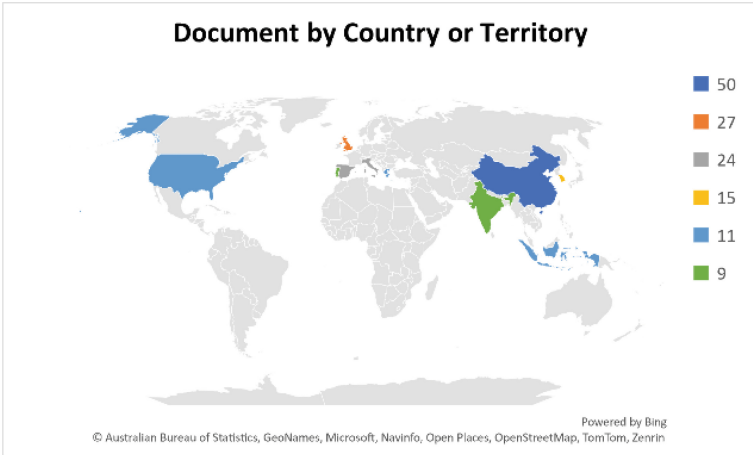 Document by Country or Territory
50
27
24
15
11
9
Powered by Bing
© Australian Bureau of Statistics, GeoNames, Microsoft, Navinfo, Open Places, OpenStreetMap, TomTom, Zenrin